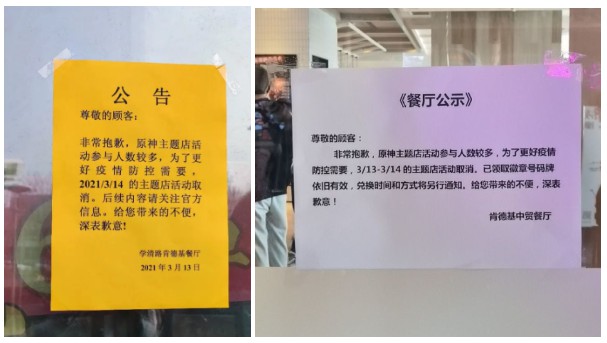 公 告
尊敬的顾客：
非常抱歉，原神主题店活
动参与人数较多，为了更
好疫情防控需要，
2021/3/14 的主题店活动取
消。后续内容请关注官方
信息。给您带来的不便，
深表歉意!
学清路肯德基餐厅
2021 年 3 月 13 日
《餐厅公示》
尊敬的顾客：
非常抱歉，原神主题店活动参与人数较多，为了更好疫情
防控需要，3/13-3/14 的主题店活动取消。已领取徽章号码牌
依旧有效，兑换时间和方式将另行通知。给您带来的不便，深表
歉意！
肯德基中贸餐厅